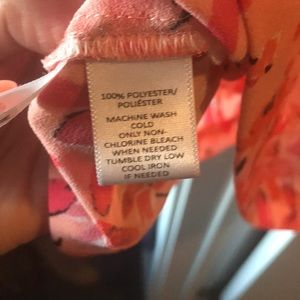 100% POLYESTER/
POLIÉSTER
MACHINE WASH
COLD
ONLY NON-
CHLORINE BLEACH
WHEN NEEDED
TUMBLE DRY LOW
COOL IRON
IF NEEDED